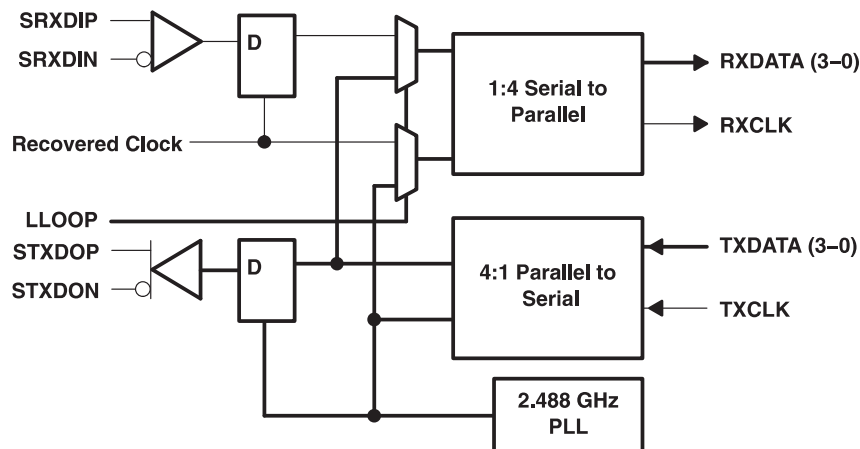 SRXDIP
SRXDIN
D
1:4 Serial to
Parallel
RXDATA (3–0)
RXCLK
Recovered Clock
LLOOP
STXDOP
STXDON
D
4:1 Parallel to
Serial
TXDATA (3–0)
TXCLK
2.488 GHz
PLL